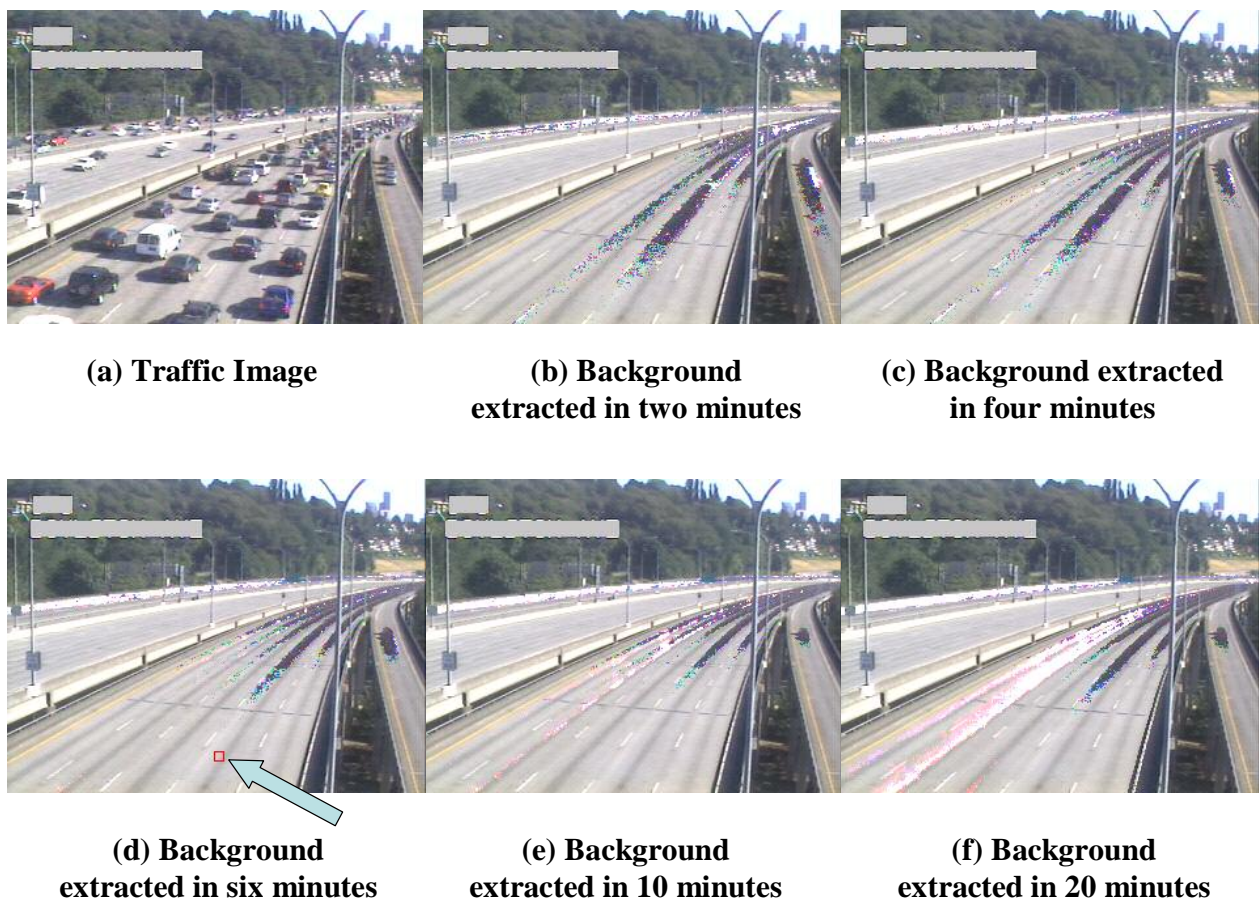 (a) Traffic Image
(b) Background
extracted in two minutes
(c) Background extracted
in four minutes
(d) Background
extracted in six minutes
(e) Background
extracted in 10 minutes
(f) Background
extracted in 20 minutes